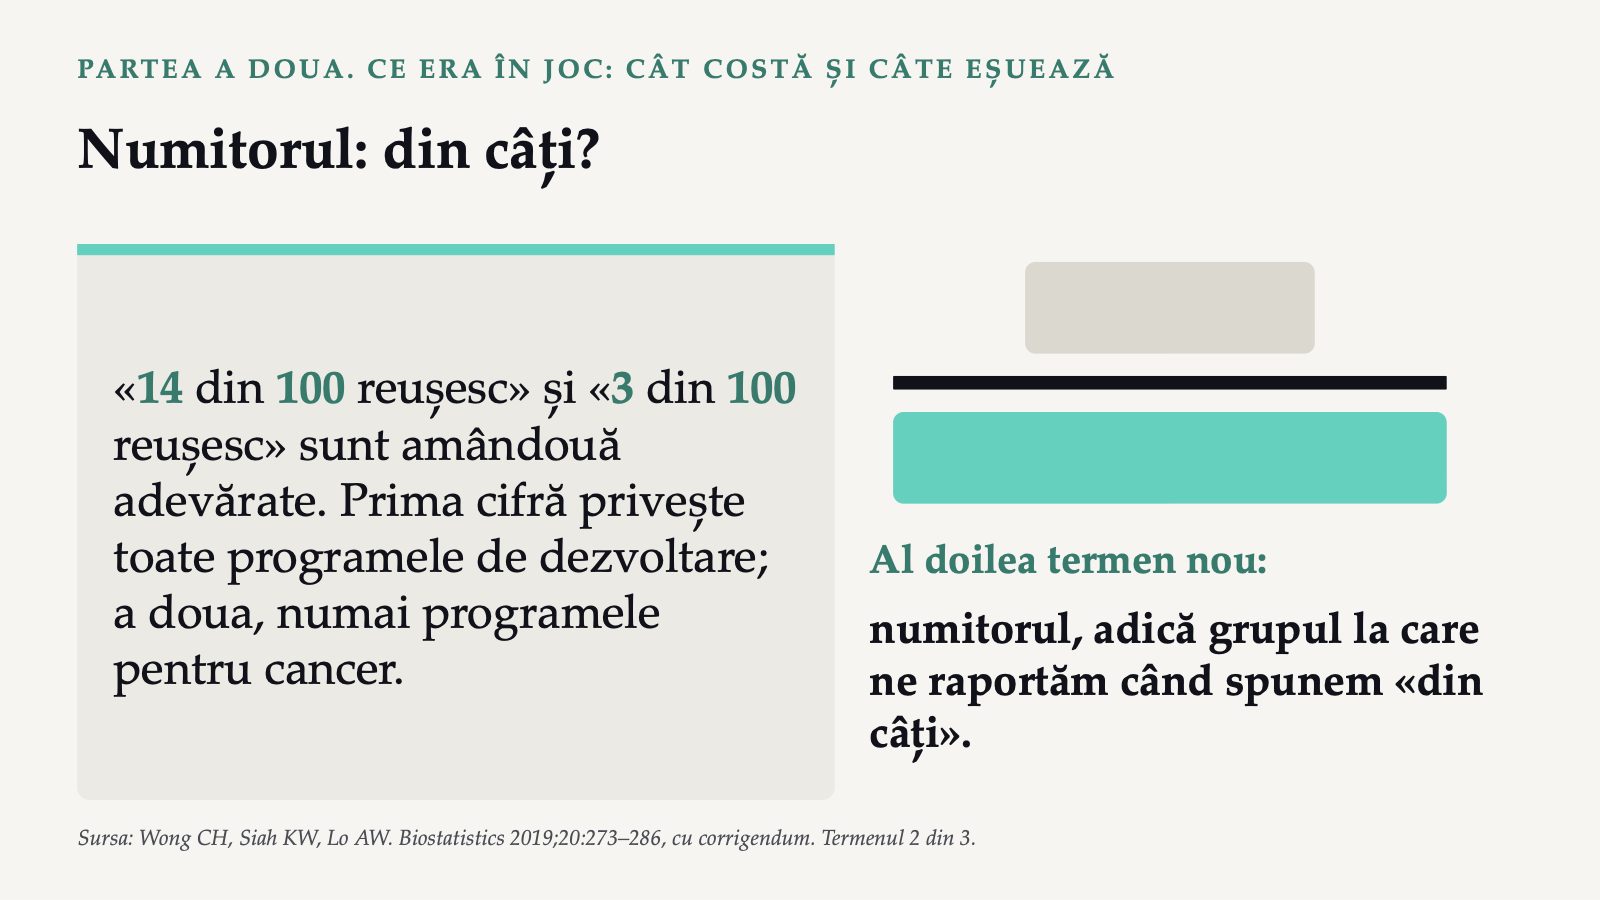 PARTEA A DOUA. CE ERA ÎN JOC: CÂT COSTĂ ȘI CÂTE EȘUEAZĂ
Numitorul: din câți?
«14 din 100 reușesc» și «3 din 100
reușesc» sunt amândouă
adevărate. Prima cifră privește
toate programele de dezvoltare;
a doua, numai programele
pentru cancer.
Al doilea termen nou:
numitorul, adică grupul la care
ne raportăm când spunem «din
câți».
Sursa: Wong CH, Siah KW, Lo AW. Biostatistics 2019;20:273–286, cu corrigendum. Termenul 2 din 3.